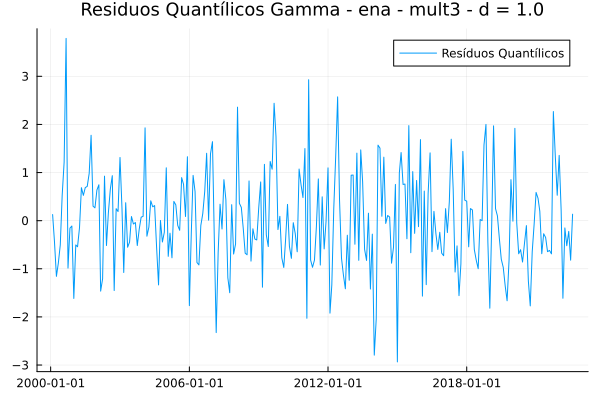 Resíduos Quantílicos Gamma - ena - mult3 - d = 1.0
Resíduos Quantílicos
3
2
1
0
−1
−2
−3
2000-01-01 2006-01-01 2012-01-01 2018-01-01